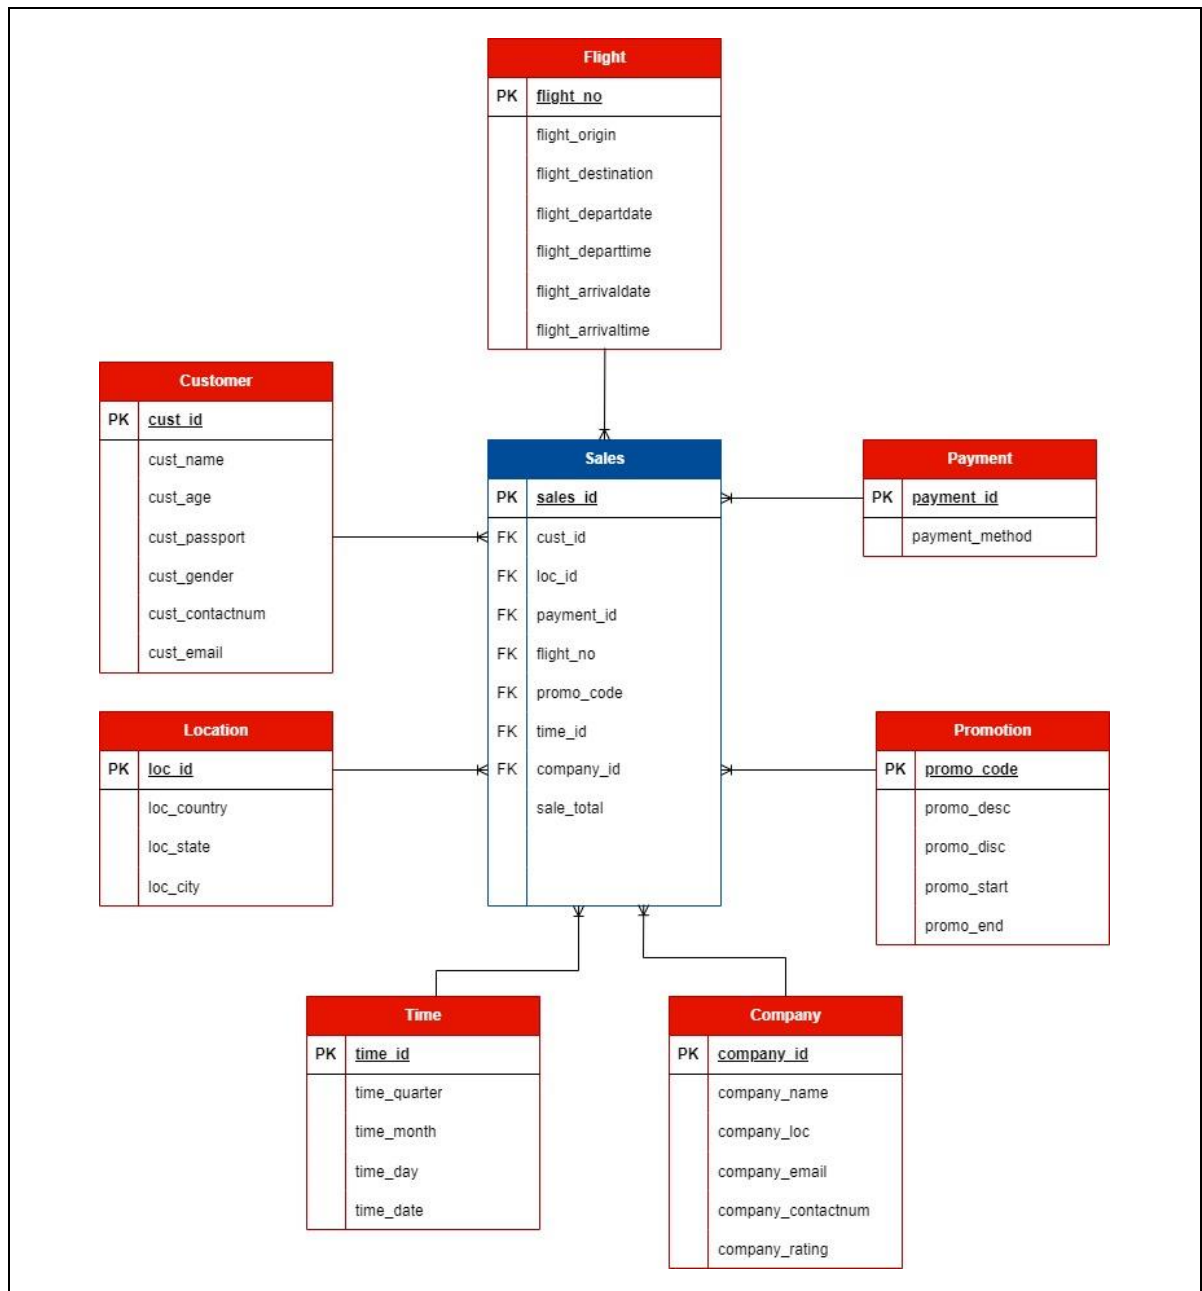 Flight
PK flight_no
flight_origin
flight_destination
flight_departdate
flight_departtime
flight_arrivaldate
flight_arrivaltime
Customer
PK cust_id
cust_name
cust_age
cust_passport
cust_gender
cust_contactnum
cust_email
Sales
PK sales_id
FK cust_id
FK loc_id
FK payment_id
FK flight_no
FK promo_code
FK time_id
FK company_id
sale_total
Payment
PK payment_id
payment_method
Location
PK loc_id
loc_country
loc_state
loc_city
Promotion
PK promo_code
promo_desc
promo_disc
promo_start
promo_end
Time
PK time_id
time_quarter
time_month
time_day
time_date
Company
PK company_id
company_name
company_loc
company_email
company_contactnum
company_rating